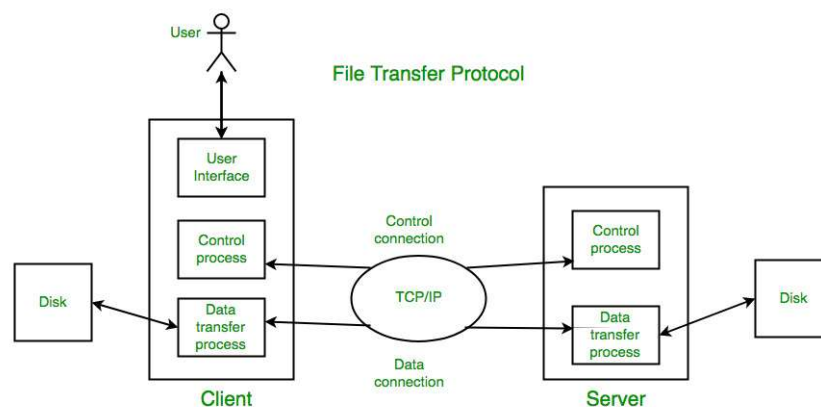 User
File Transfer Protocol
User
Interface
Control
process
Control
connection
Control
process
Disk
TCP/IP
Disk
Data
transfer
process
Data
transfer
process
Data
connection
Client
Server